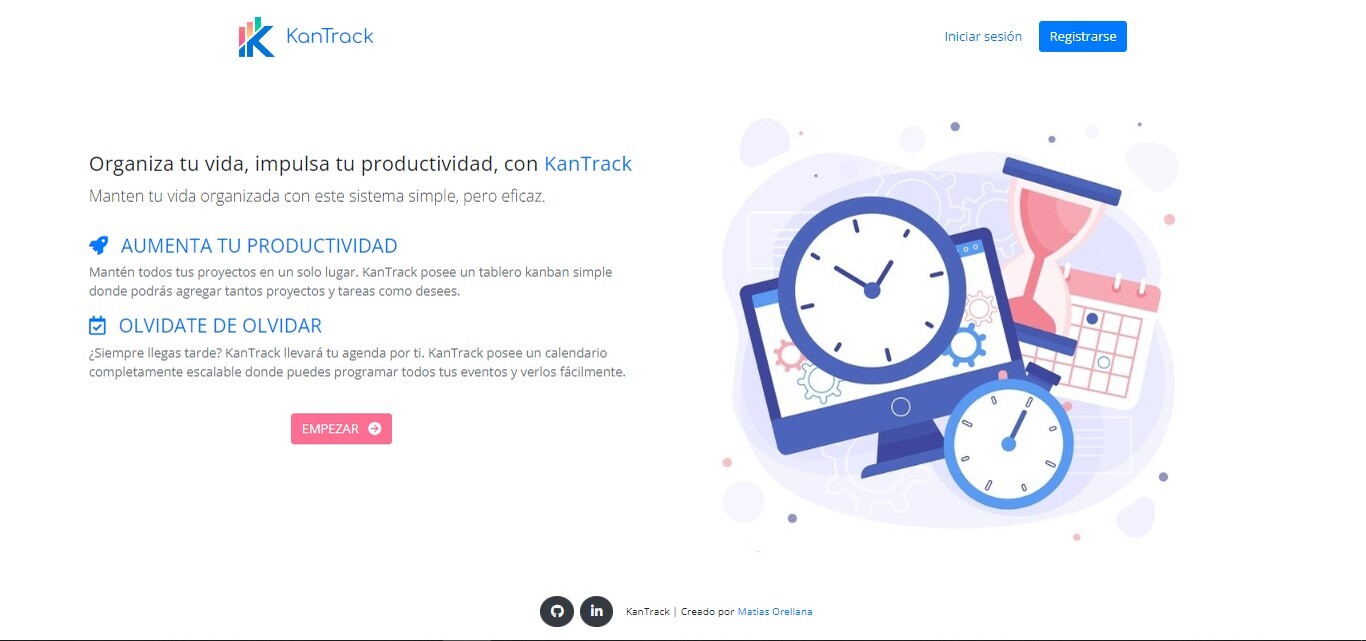 KanTrack
Iniciar sesión
Registrarse
Organiza tu vida, impulsa tu productividad, con KanTrack
Manten tu vida organizada con este sistema simple, pero eficaz.
AUMENTA TU PRODUCTIVIDAD
Mantén todos tus proyectos en un solo lugar. KanTrack posee un tablero kanban simple
donde podrás agregar tantos proyectos y tareas como desees.
OLVIDATE DE OLVIDAR
¿Siempre llegas tarde? KanTrack llevará tu agenda por ti. KanTrack posee un calendario
completamente escalable donde puedes programar todos tus eventos y verlos fácilmente.
EMPEZAR
in
KanTrack | Creado por Matias Orellana